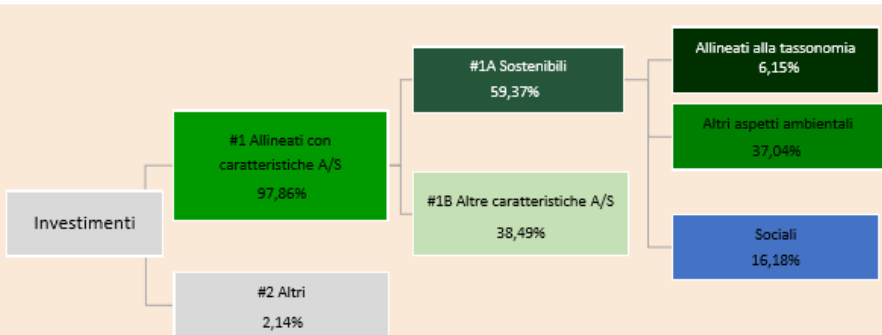 Investimenti
#1 Allineati con
caratteristiche A/S
97,86%
#2 Altri
2,14%
#1A Sostenibili
59,37%
#1B Altre caratteristiche A/S
38,49%
Allineati alla tassonomia
6,15%
Altri aspetti ambientali
37,04%
Sociali
16,18%